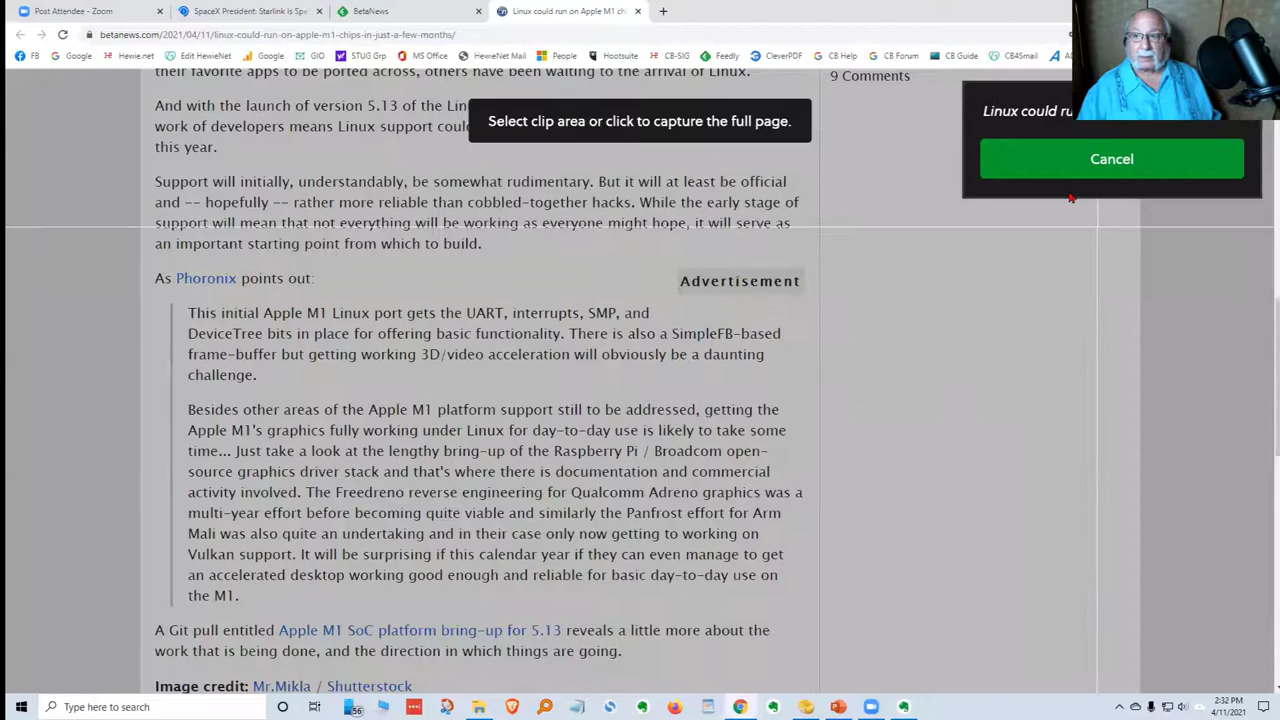 Post Attendee - Zoom
SpaceX President: Starlink is Spe
BetaNews
Linux could run on Apple M1 chi
betanews.com/2021/04/11/linux-could-run-on-apple-m1-chips-in-just-a-few-months/
FB
Google
Hewie.net
Edit HewieNet
Google
GIO
STUG Grp
MS Office
HewieNet Mail
People
Hootsuite
CB-SIG
Feedly
CleverPDF
CB Help
CB Forum
CB Guide
CB4Small
their favorite apps to be ported across, others have been waiting to the arrival of Linux.
9 Comments
And with the launch of version 5.13 of the Lin
work of developers means Linux support coul
this year.
Select clip area or click to capture the full page.
Linux could ru
Cancel
Support will initially, understandably, be somewhat rudimentary. But it will at least be official
and -- hopefully -- rather more reliable than cobbled-together hacks. While the early stage of
support will mean that not everything will be working as everyone might hope, it will serve as
an important starting point from which to build.
As Phoronix points out:
Advertisement
This initial Apple M1 Linux port gets the UART, interrupts, SMP, and
DeviceTree bits in place for offering basic functionality. There is also a SimpleFB-based
frame-buffer but getting working 3D/video acceleration will obviously be a daunting
challenge.
Besides other areas of the Apple M1 platform support still to be addressed, getting the
Apple M1's graphics fully working under Linux for day-to-day use is likely to take some
time... Just take a look at the lengthy bring-up of the Raspberry Pi / Broadcom open-
source graphics driver stack and that's where there is documentation and commercial
activity involved. The Freedreno reverse engineering for Qualcomm Adreno graphics was a
multi-year effort before becoming quite viable and similarly the Panfrost effort for Arm
Mali was also quite an undertaking and in their case only now getting to working on
Vulkan support. It will be surprising if this calendar year if they can even manage to get
an accelerated desktop working good enough and reliable for basic day-to-day use on
the M1.
A Git pull entitled Apple M1 SoC platform bring-up for 5.13 reveals a little more about the
work that is being done, and the direction in which things are going.
Image credit: Mr.Mikla / Shutterstock
Type here to search
56
2:32 PM
4/11/2021